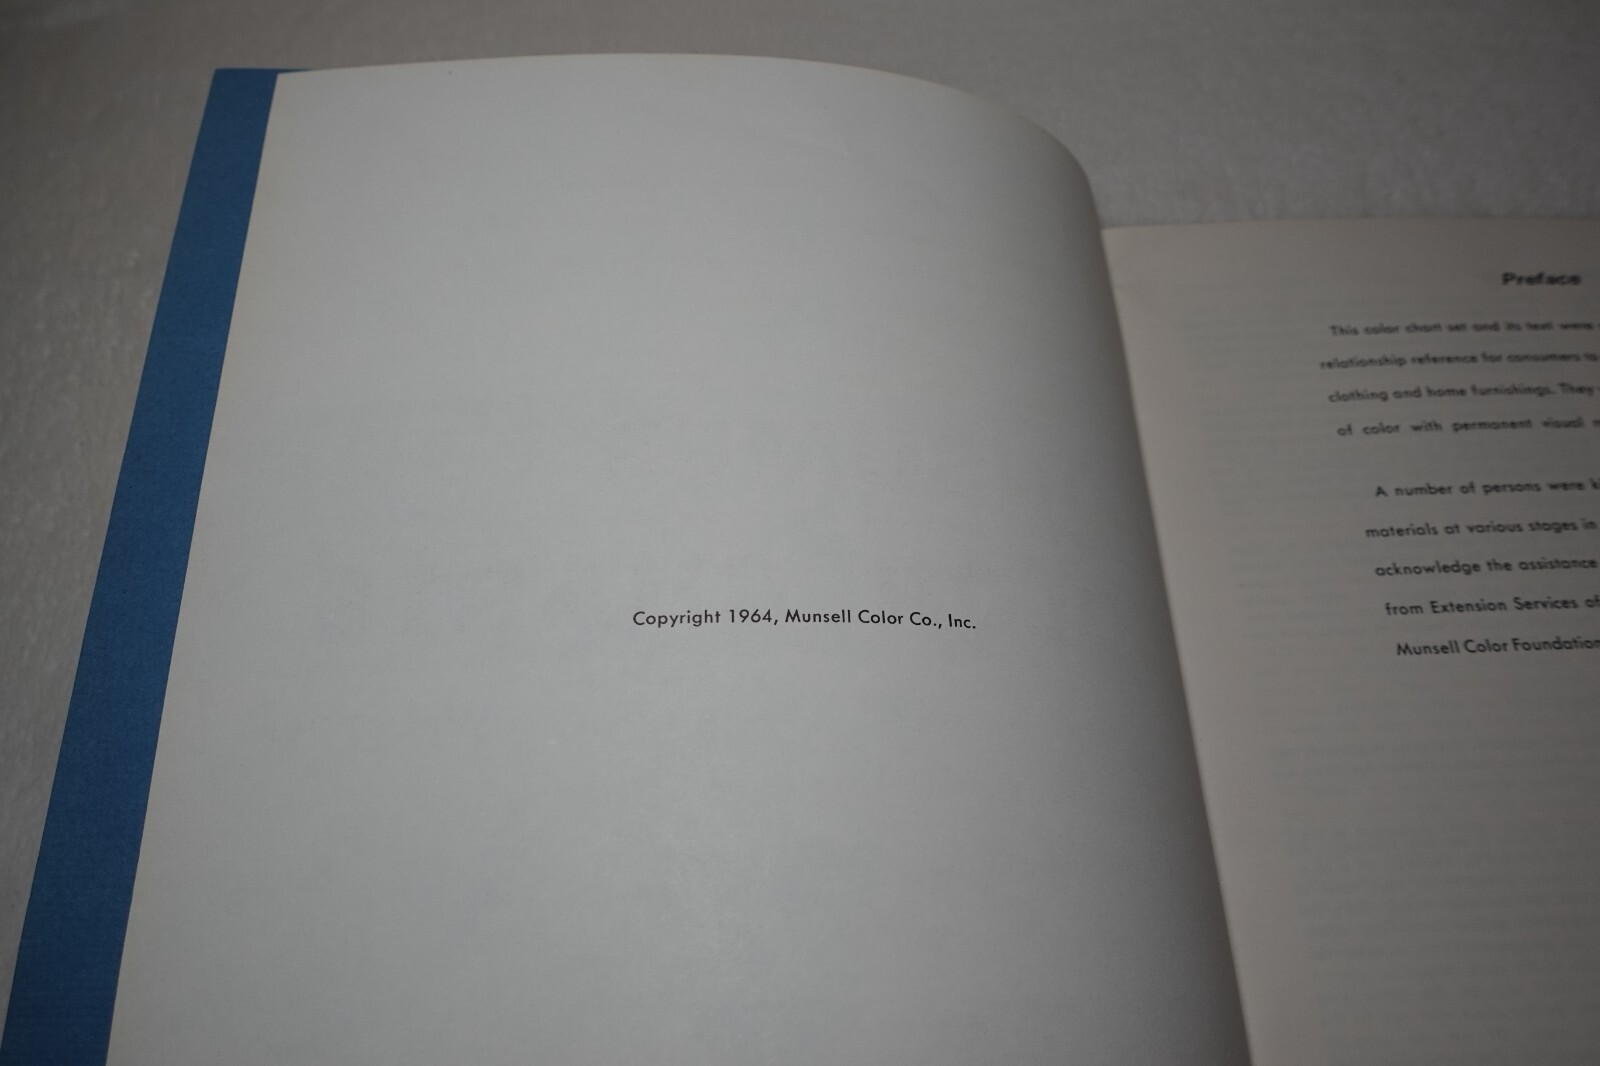 Copyright 1964, Munsell Color Co., Inc.
Preface
This color chart set and its text were
relationship reference for consumers to
clothing and home furnishings. They
of color with permanent visual
A number of persons were
materials at various stages in
acknowledge the assistance
from Extension Services of
Munsell Color Foundation